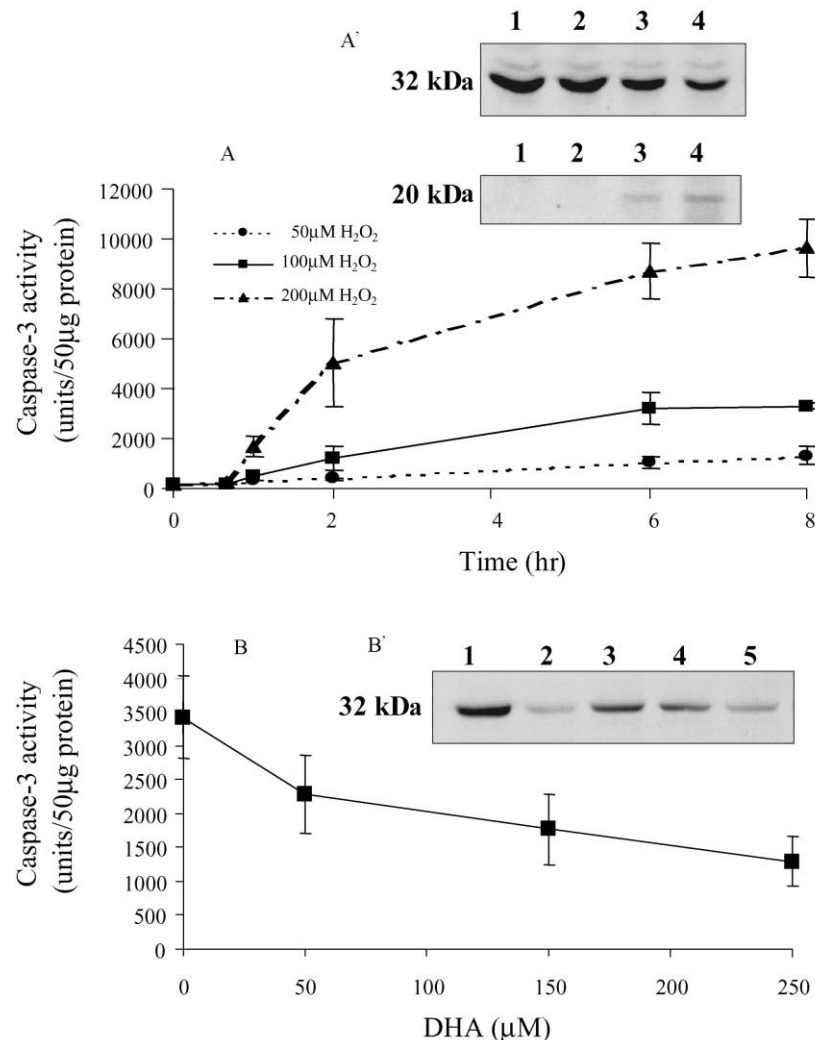 A'
1 2 3 4
32 kDa
1 2 3 4
20 kDa
A
12000
10000
8000
6000
4000
2000
0
50µM H₂O₂
100µM H₂O₂
200µM H₂O₂
Caspase-3 activity
(units/50µg protein)
0 2 4 6 8
Time (hr)
B
B'
1 2 3 4 5
32 kDa
4500
4000
3500
3000
2500
2000
1500
1000
500
0
Caspase-3 activity
(units/50µg protein)
0 50 100 150 200 250
DHA (µM)